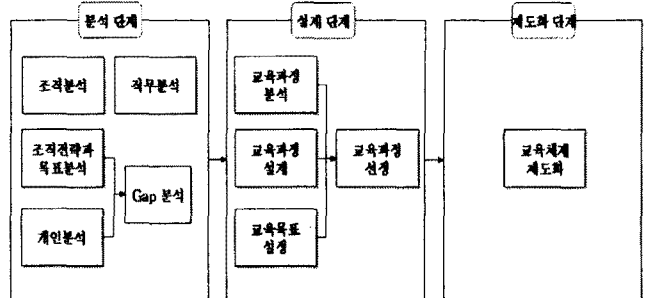 분석 단계
설계 단계
제도화 단계
조직분석
직무분석
조직전략과
목표분석
Gap 분석
개인분석
교육과정
분석
교육과정
설계
교육목표
설정
교육과정
선정
교육체계
제도화